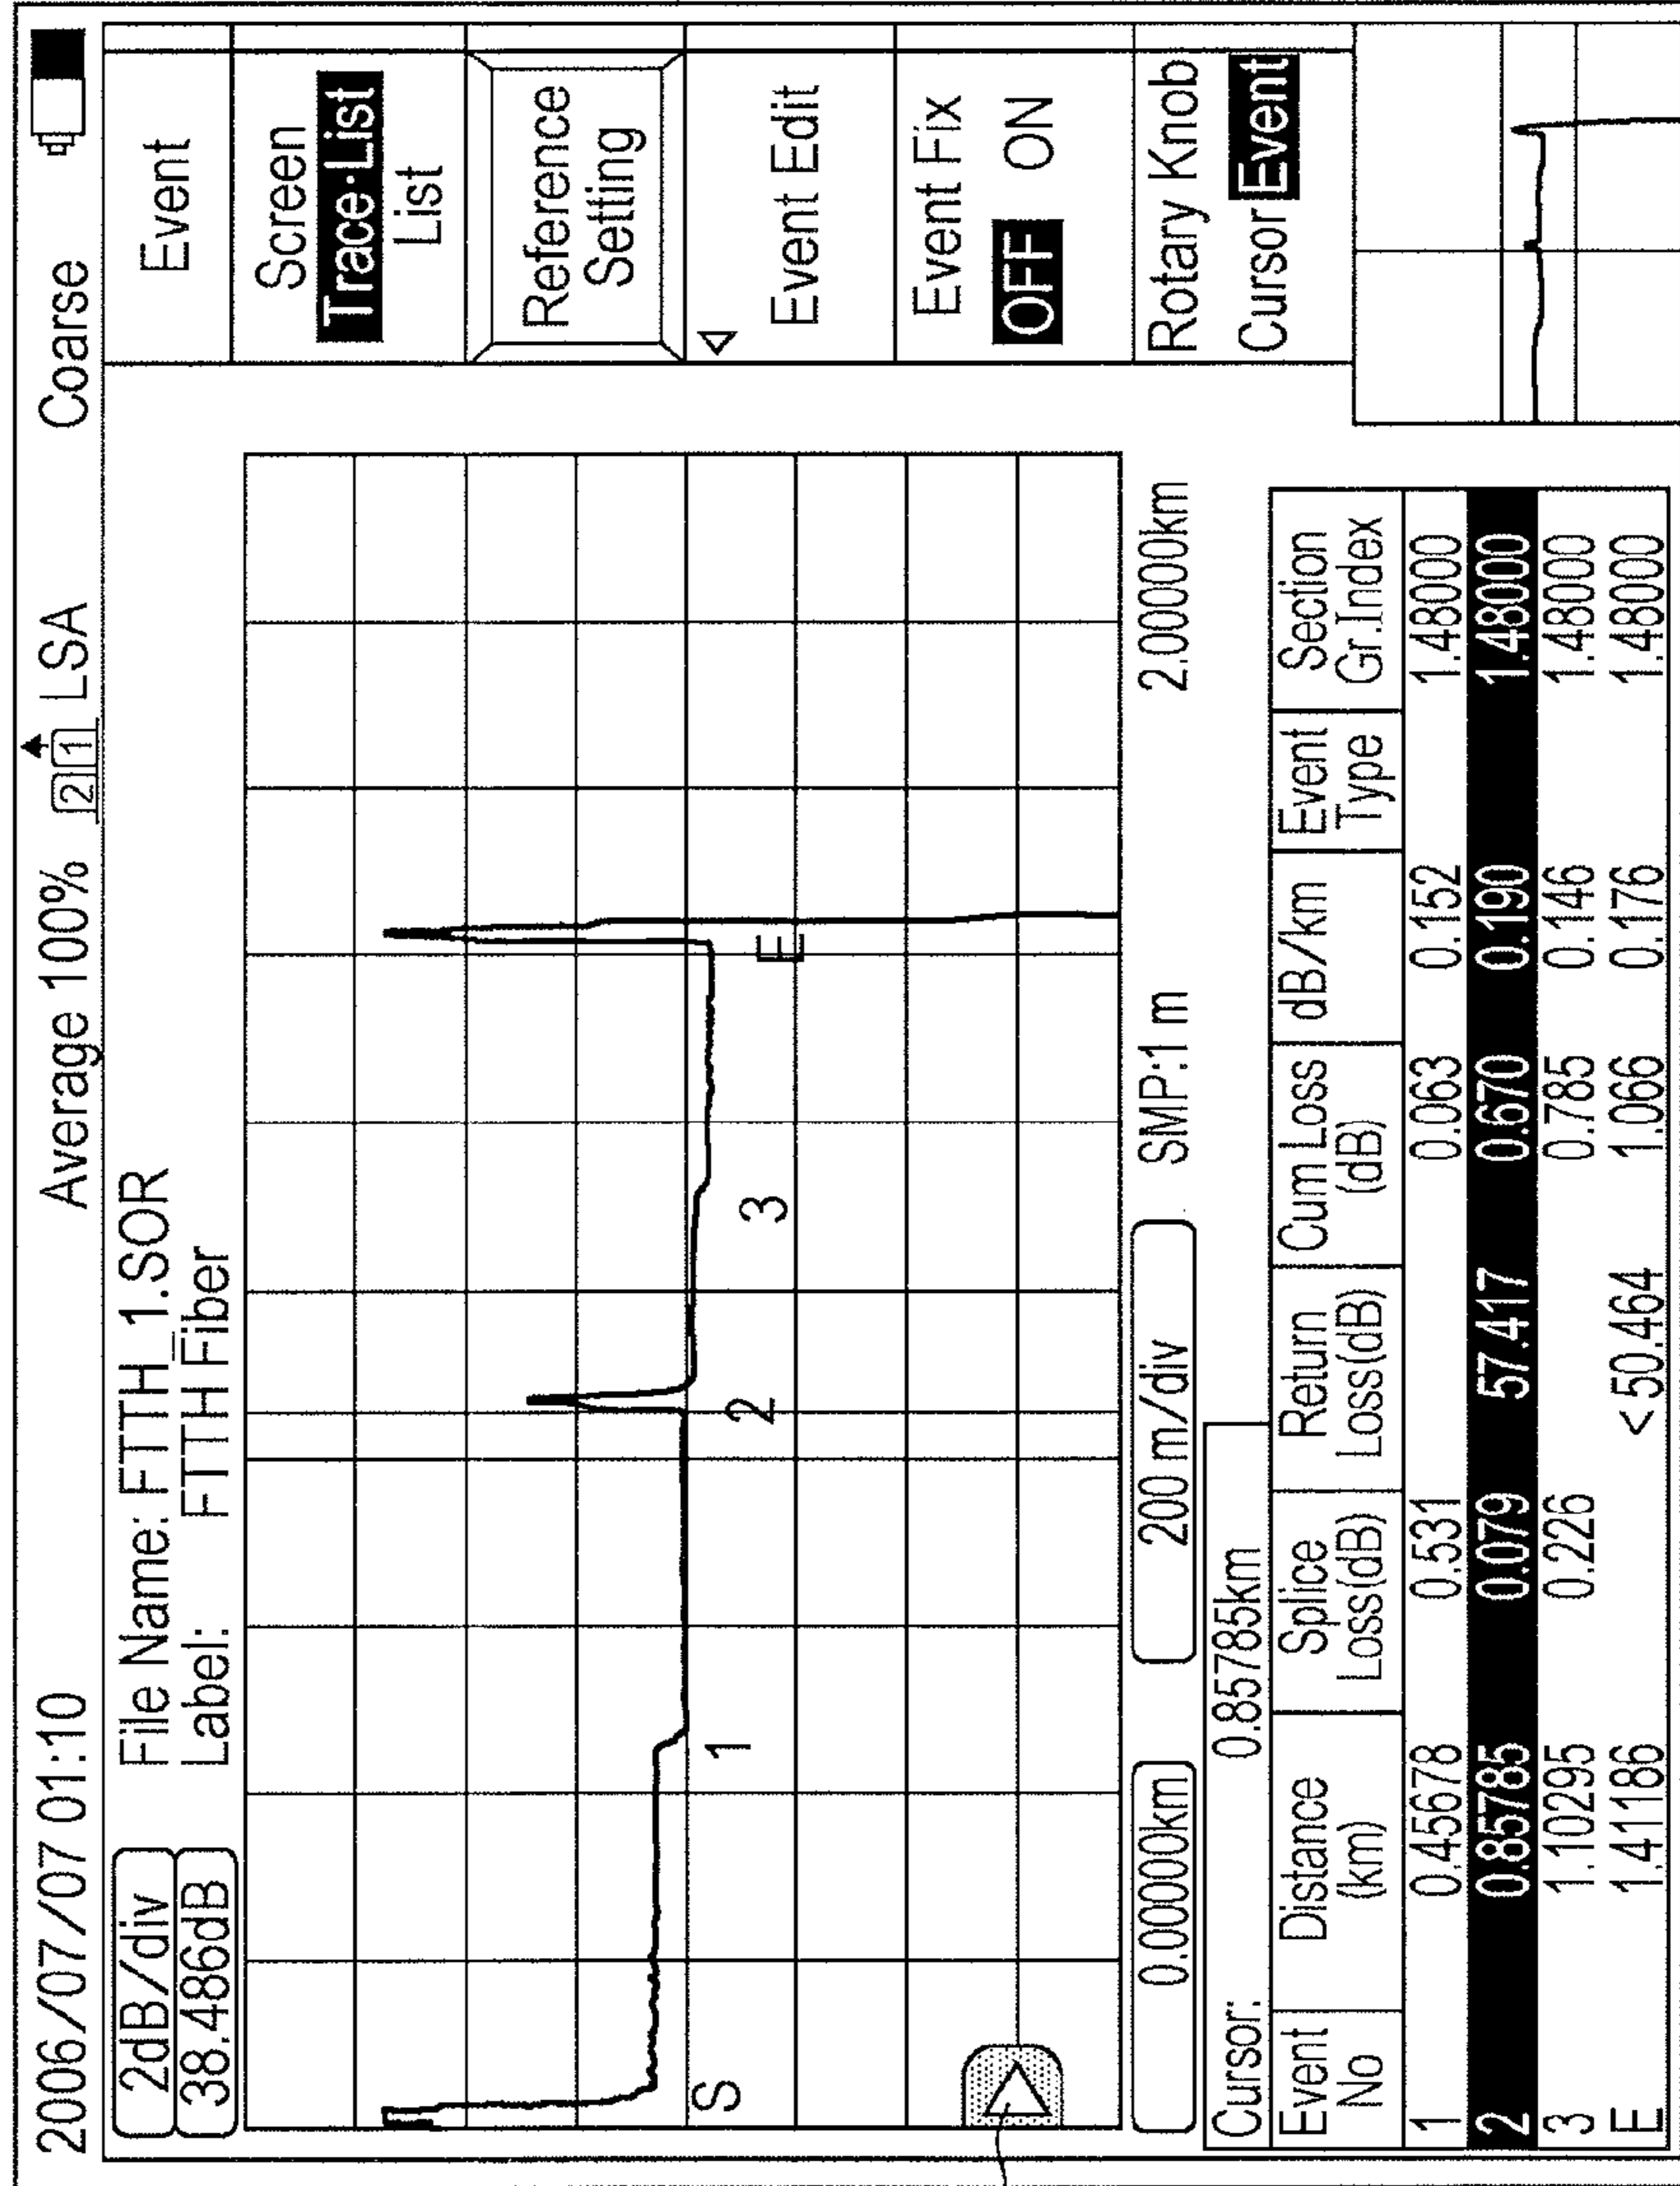 2006/07/07 01:10 Average 100% 2 1 LSA Coarse
2dB/div
38.486dB
File Name: FTTH_1.SOR
Label: FTTH Fiber
S
1
2
3
E
0.00000km 200 m/div SMP:1 m 2.00000km
Cursor: 0.85785km
Event No Distance (km) Splice Loss(dB) Return Loss(dB) Cum Loss (dB) dB/km Event Type Section Gr.Index
1 0.45678 0.531 0.063 0.152 1.48000
2 0.85785 0.079 57.417 0.670 0.190 1.48000
3 1.10295 0.226 0.785 0.146 1.48000
E 1.41186 <50.464 1.066 0.176 1.48000
Event
Screen
Trace·List
List
Reference
Setting
Event Edit
Event Fix
OFF ON
Rotary Knob
Cursor Event